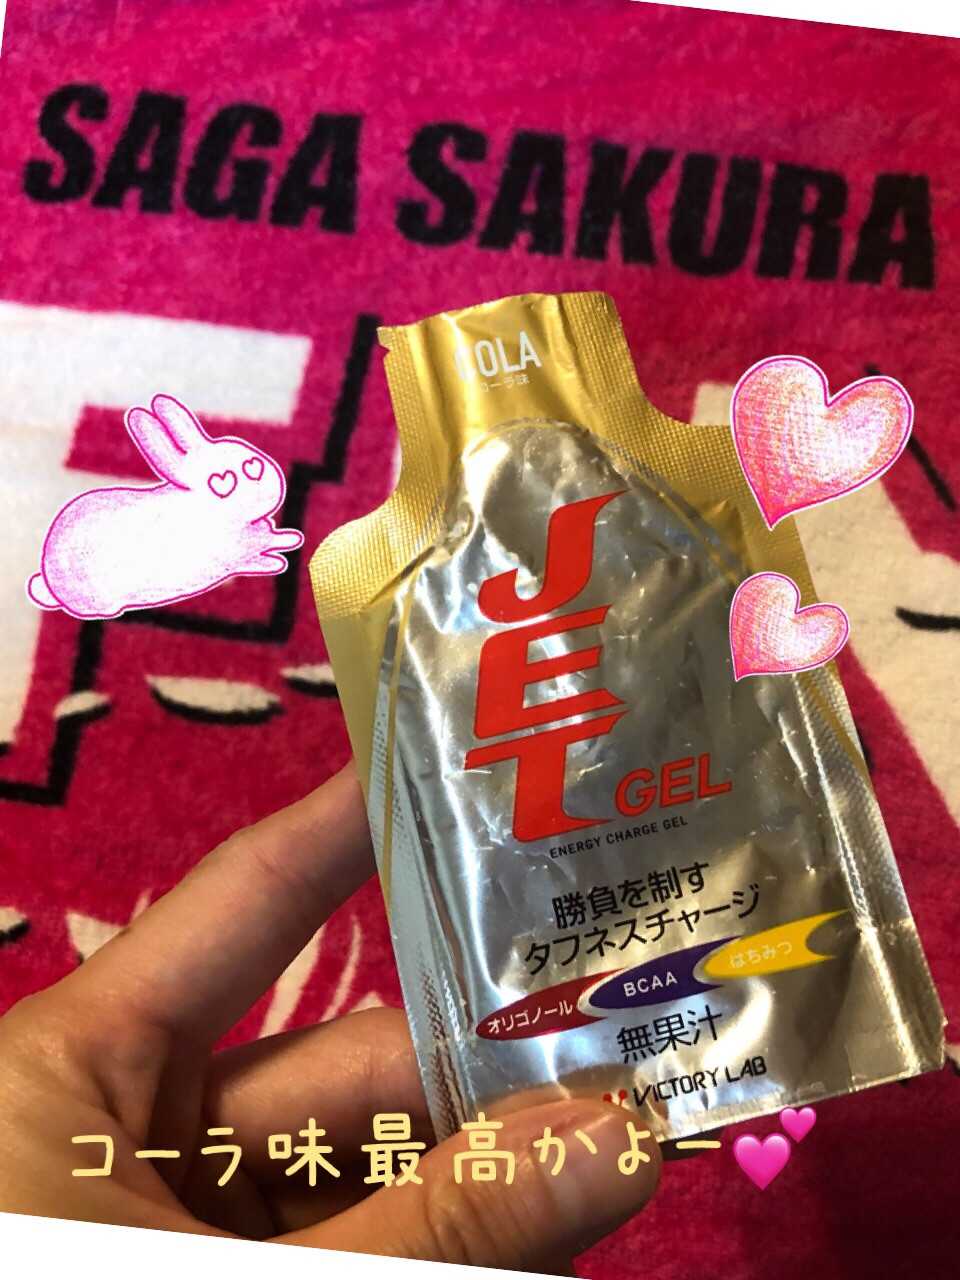 SAGA SAKURA
COLA
コーラ味
JET
GEL
ENERGY CHARGE GEL
勝負を制す
タフネスチャージ
オリゴノール
BCAA
はちみつ
無果汁
VICTORY LAB
コーラ味最高かよー💕